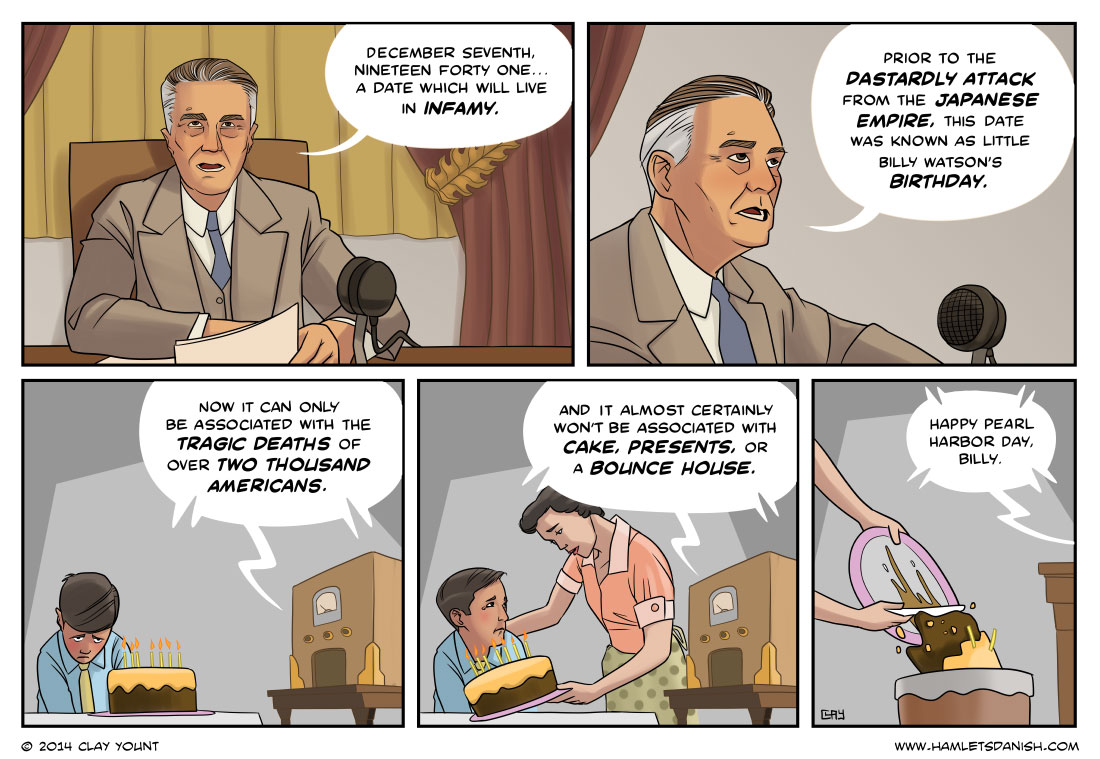 DECEMBER SEVENTH,
NINETEEN FORTY ONE...
A DATE WHICH WILL LIVE
IN INFAMY.
PRIOR TO THE
DASTARDLY ATTACK
FROM THE JAPANESE
EMPIRE, THIS DATE
WAS KNOWN AS LITTLE
BILLY WATSON'S
BIRTHDAY.
NOW IT CAN ONLY
BE ASSOCIATED WITH THE
TRAGIC DEATHS OF
OVER TWO THOUSAND
AMERICANS.
AND IT ALMOST CERTAINLY
WON'T BE ASSOCIATED WITH
CAKE, PRESENTS, OR
A BOUNCE HOUSE.
HAPPY PEARL
HARBOR DAY,
BILLY.
CLAY
© 2014 CLAY YOUNT
WWW.HAMLETSDANISH.COM